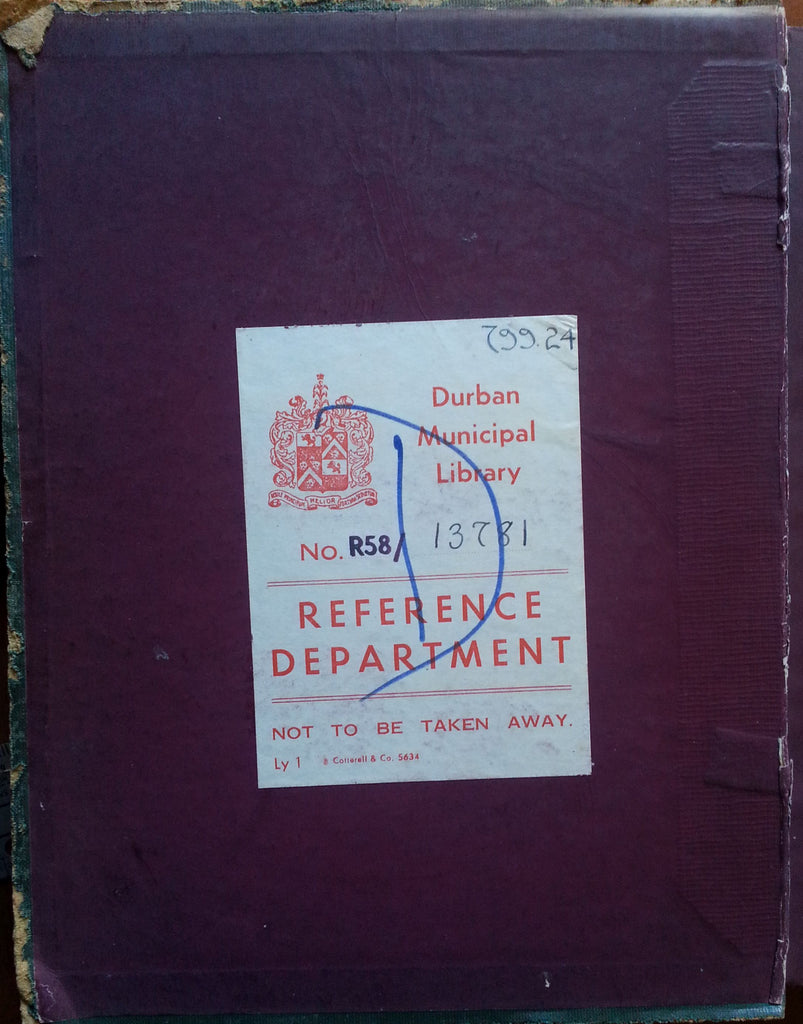 799.24
Durban
Municipal
Library
HELIOR
No. R58/ 13781
REFERENCE
DEPARTMENT
NOT TO BE TAKEN AWAY.
Ly 1 Cotterell & Co. 5634
D